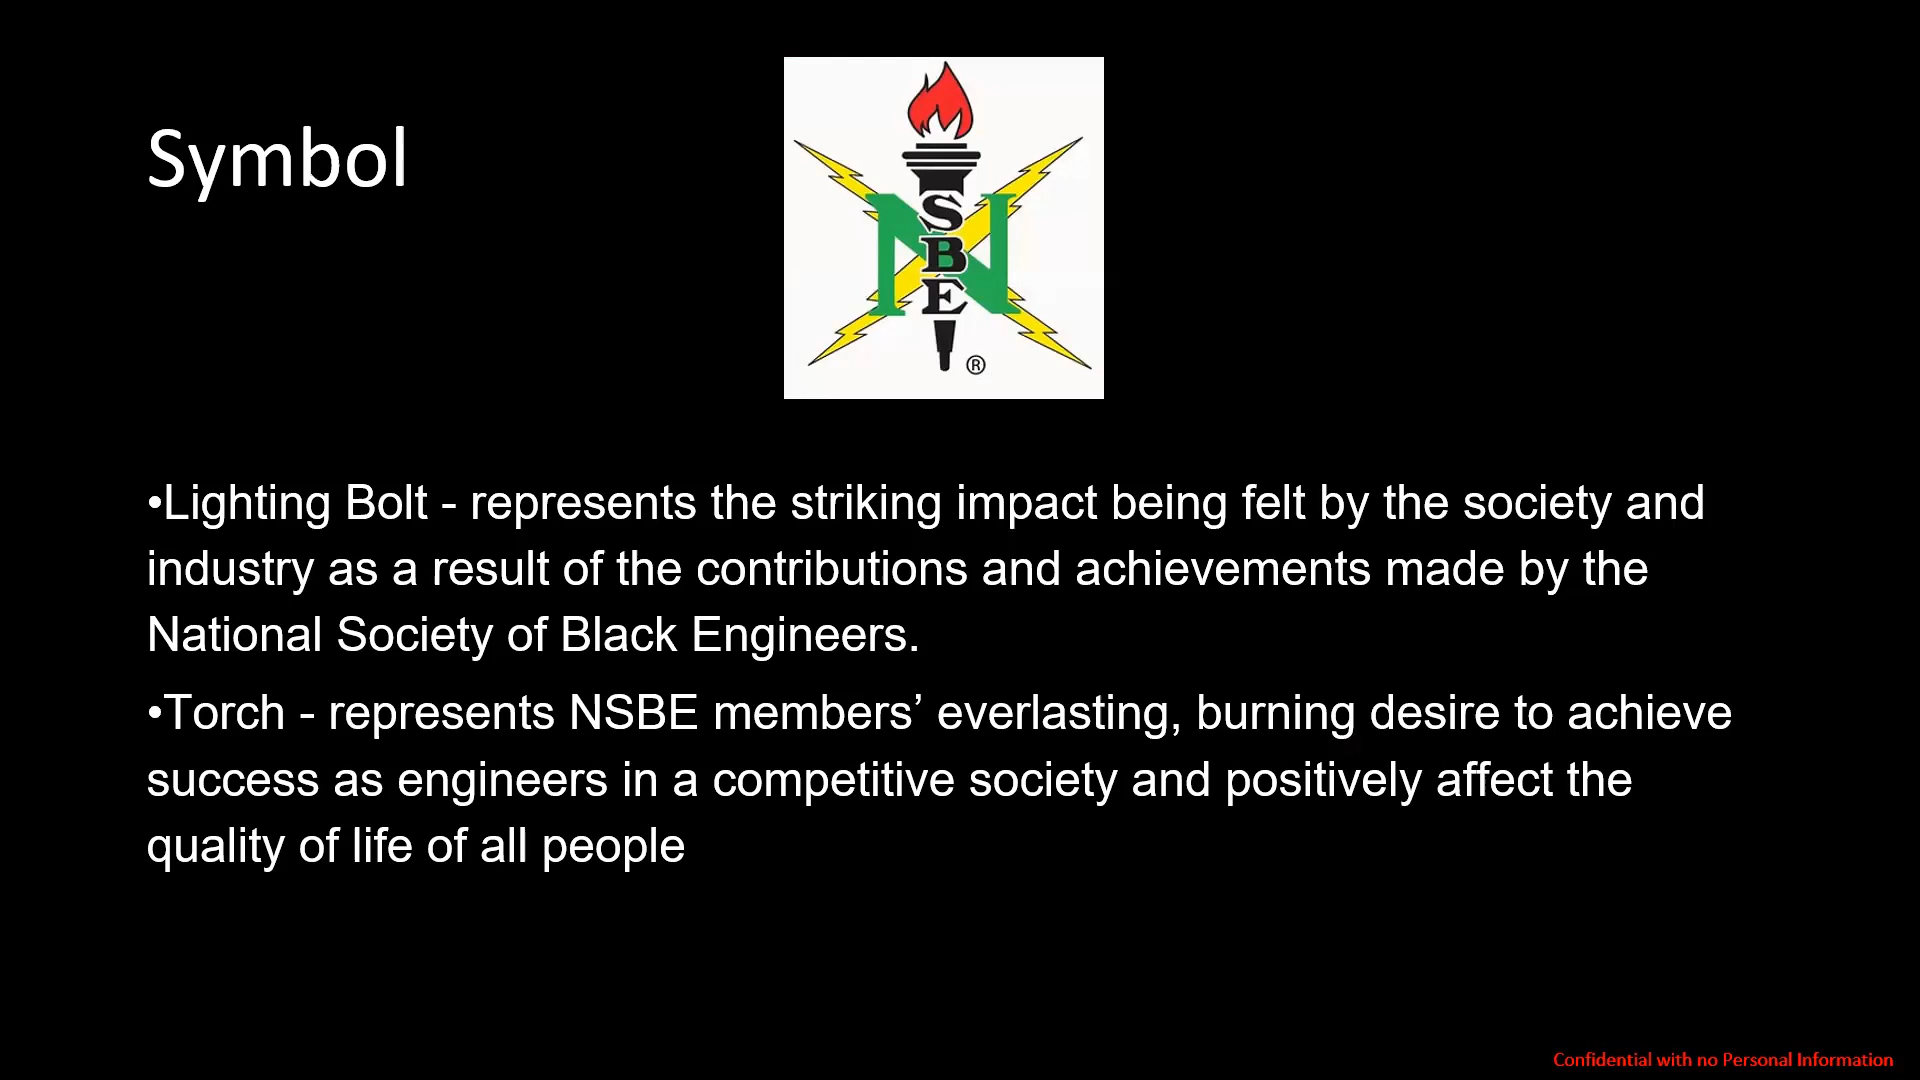 Symbol
N
S
B
E
®
•Lighting Bolt - represents the striking impact being felt by the society and
industry as a result of the contributions and achievements made by the
National Society of Black Engineers.
•Torch - represents NSBE members’ everlasting, burning desire to achieve
success as engineers in a competitive society and positively affect the
quality of life of all people
Confidential with no Personal Information